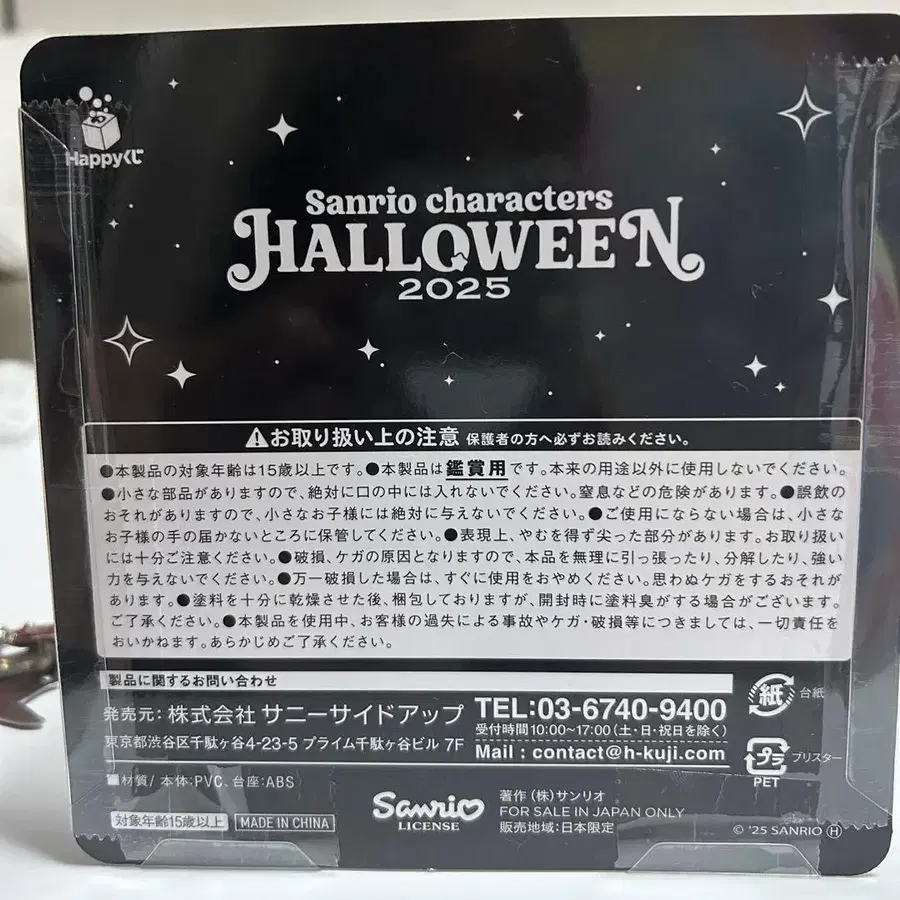 Happyくじ
Sanrio characters
HALLOWEEN
2025
⚠お取り扱い上の注意 保護者の方へ必ずお読みください。
●本製品の対象年齢は15歳以上です。●本製品は鑑賞用です。本来の用途以外に使用しないでください。
●小さな部品がありますので、絶対に口の中には入れないでください。窒息などの危険があります。●誤飲の
おそれがありますので、小さなお子様には絶対に与えないでください。●ご使用にならない場合は、小さな
お子様の手の届かないところに保管してください。●表現上、やむを得ず尖った部分があります。お取り扱い
には十分ご注意ください。●破損、ケガの原因となりますので、本品を無理に引っ張ったり、分解したり、強い
力を与えないでください。●万一破損した場合は、すぐに使用をおやめください。思わぬケガをするおそれが
あります。●塗料を十分に乾燥させた後、梱包しておりますが、開封時に塗料臭がする場合がございます。
ご了承ください。●本製品を使用中、お客様の過失による事故やケガ・破損等につきましては、一切責任を
おいかねます。あらかじめご了承ください。
製品に関するお問い合わせ
発売元：株式会社 サニーサイドアップ
東京都渋谷区千駄ヶ谷4-23-5 プライム千駄ヶ谷ビル 7F
TEL:03-6740-9400
受付時間10:00~17:00(土・日・祝日を除く)
Mail : contact@h-kuji.com
紙 台紙
プラ ブリスター
PET
■材質/ 本体:PVC、台座:ABS
対象年齢15歳以上 MADE IN CHINA
Sanrio
LICENSE
著作 (株)サンリオ
FOR SALE IN JAPAN ONLY
販売地域:日本限定
© '25 SANRIO Ⓗ